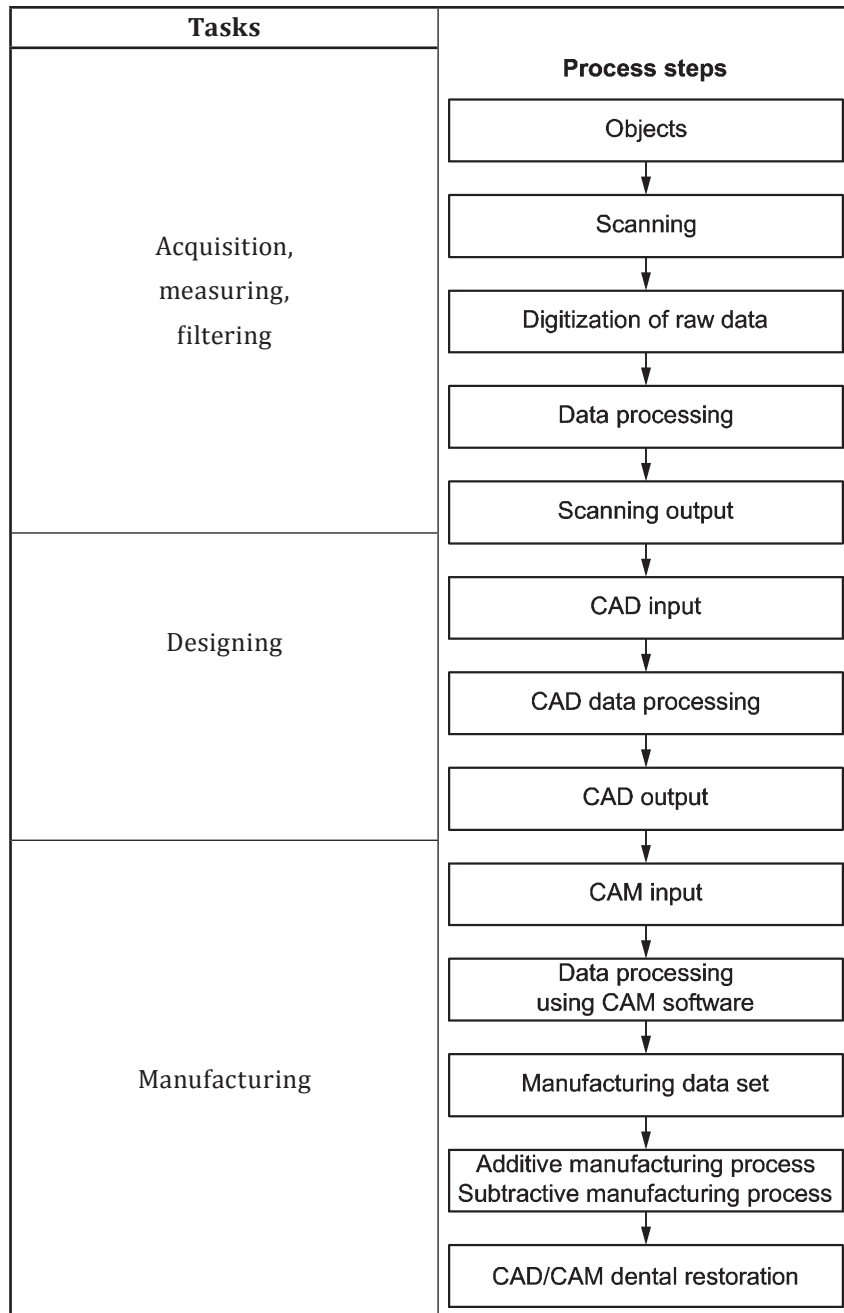 Tasks
Process steps
Objects
Scanning
Acquisition,
measuring,
filtering
Digitization of raw data
Data processing
Scanning output
CAD input
Designing
CAD data processing
CAD output
CAM input
Data processing
using CAM software
Manufacturing
Manufacturing data set
Additive manufacturing process
Subtractive manufacturing process
CAD/CAM dental restoration